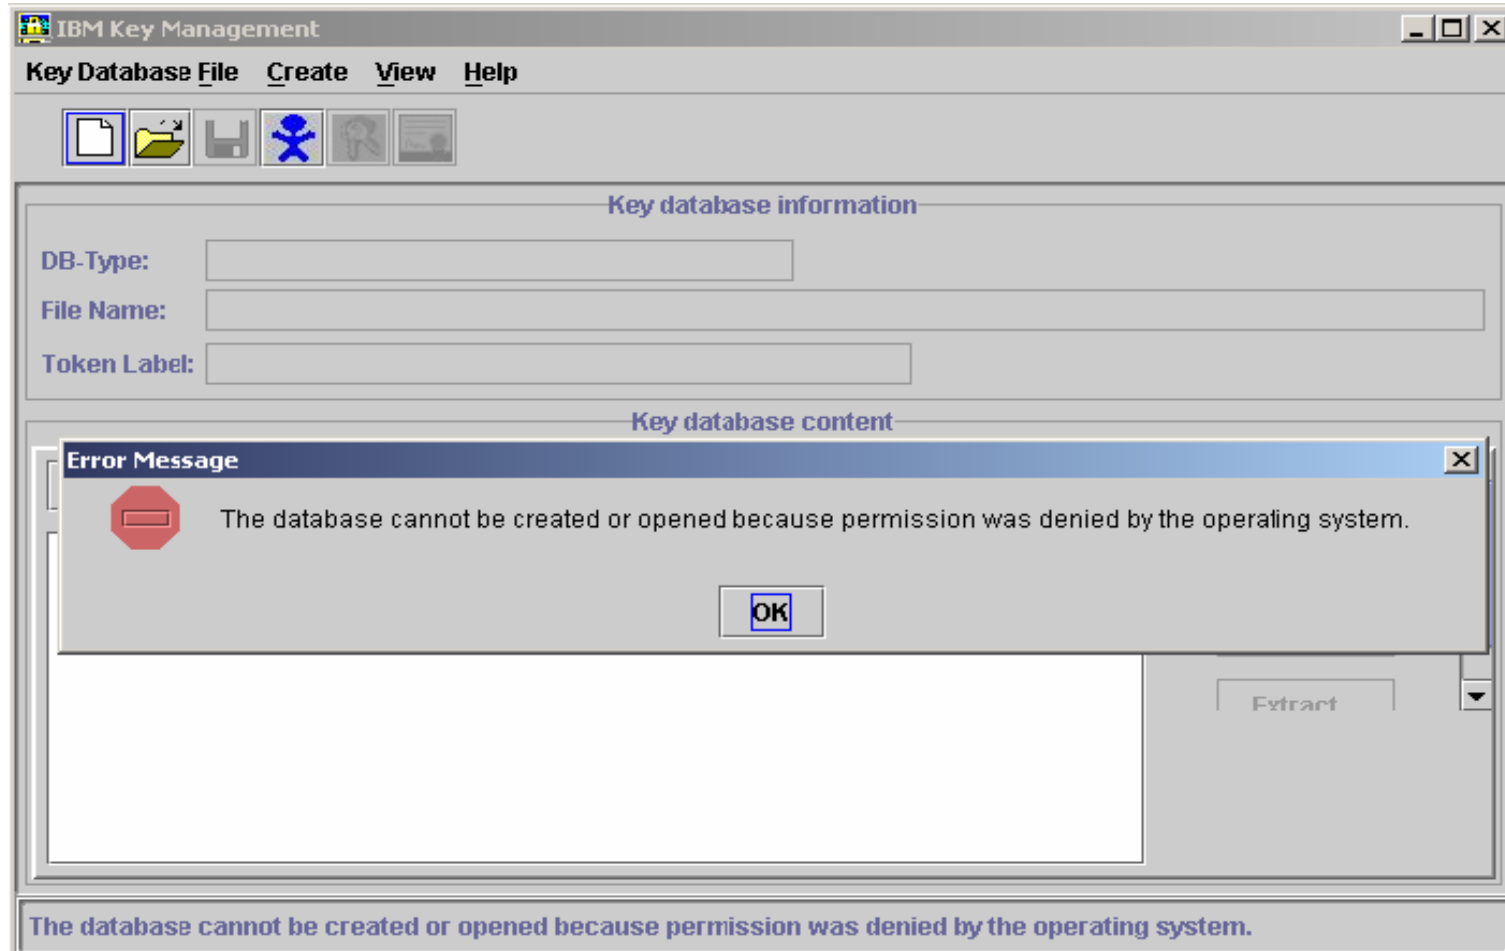 IBM Key Management
Key Database File Create View Help
Key database information
DB-Type:
File Name:
Token Label:
Key database content
Error Message
The database cannot be created or opened because permission was denied by the operating system.
OK
Extract
The database cannot be created or opened because permission was denied by the operating system.